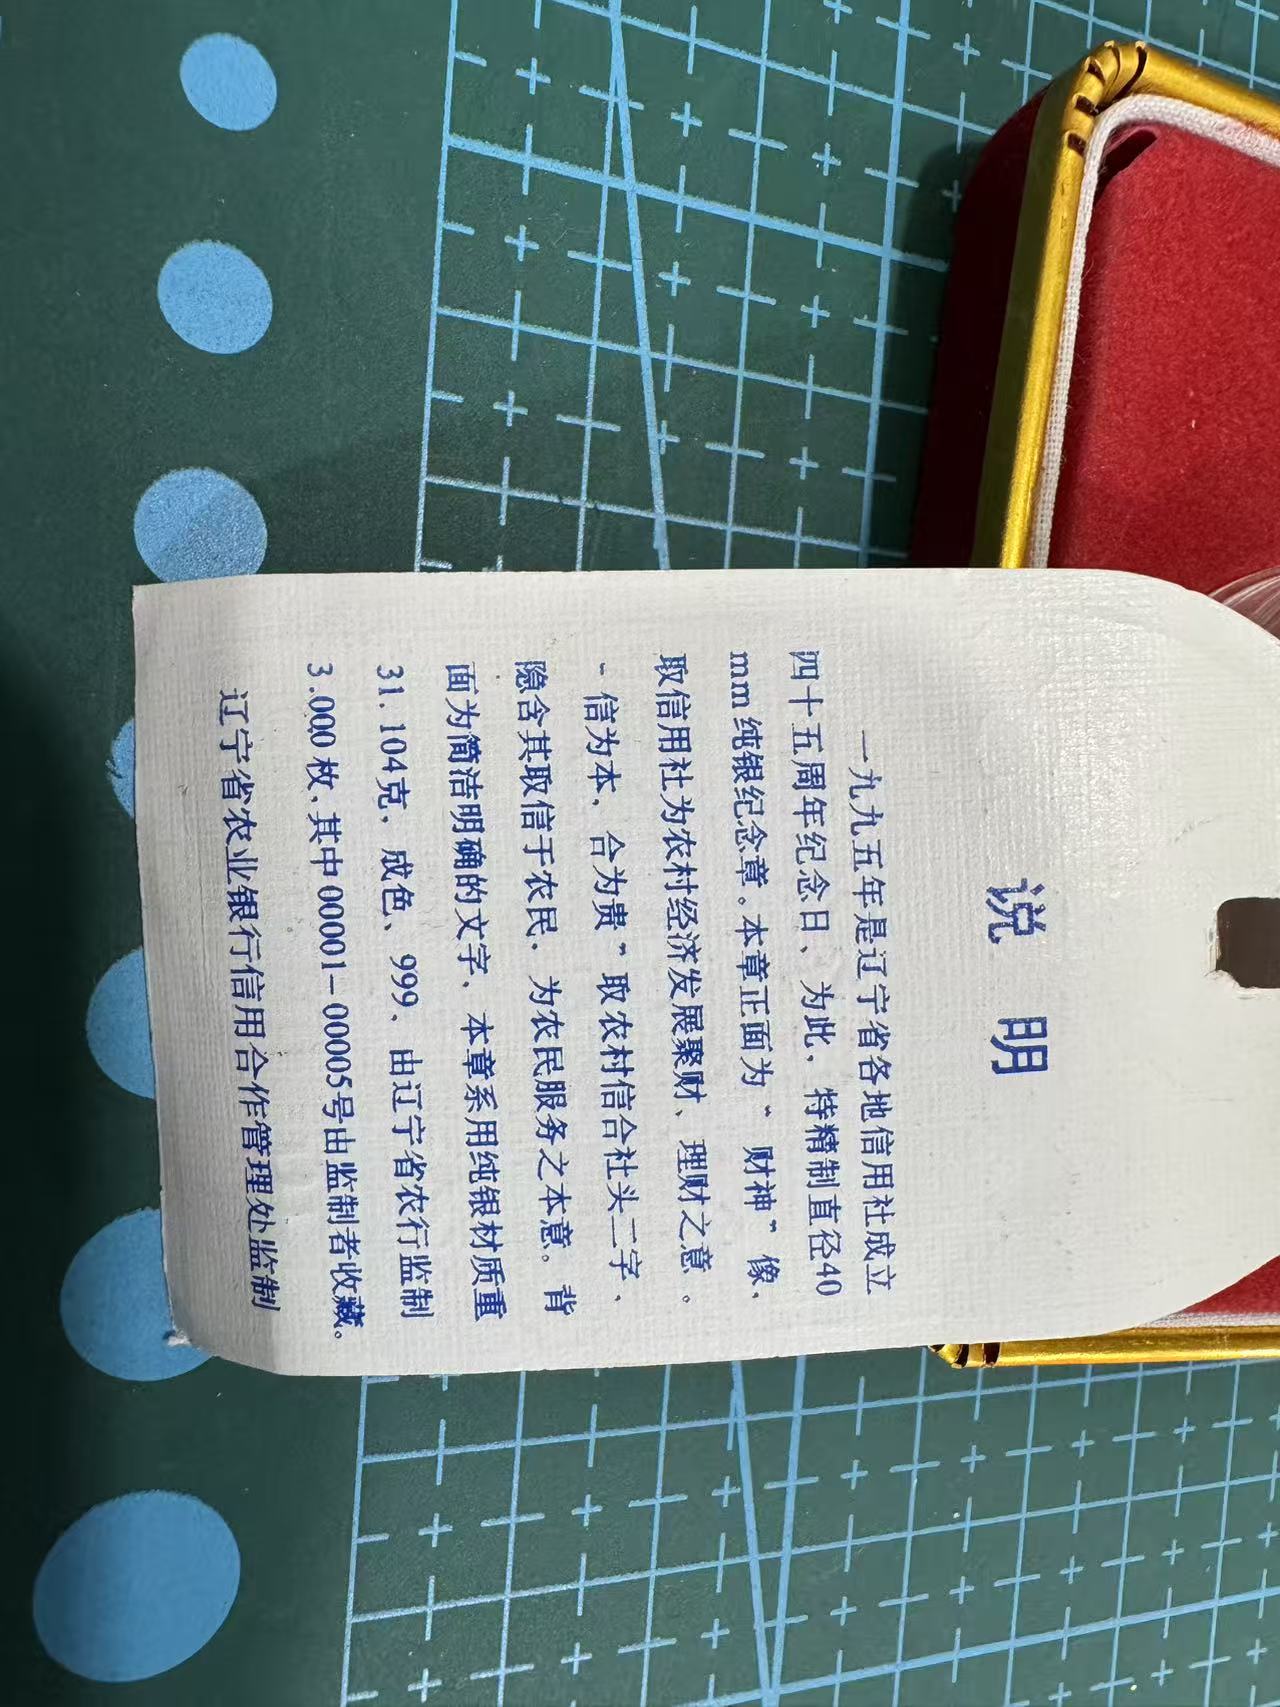 说 明
一九九五年是辽宁省各地信用社成立
四十五周年纪念日、为此，特精制直径40
mm纯银纪念章。本章正面为“财神”像，
取信用社为农村经济发展聚财、理财之意。
“信为本，合为贵”取农村信合社头二字，
隐含其取信于农民．为农民服务之本意。背
面为简洁明确的文字、本章系用纯银材质重
31.104克，成色、999、由辽宁省农行监制
3.000枚、其中00001-00005号由监制者收藏。
辽宁省农业银行信用合作管理处监制